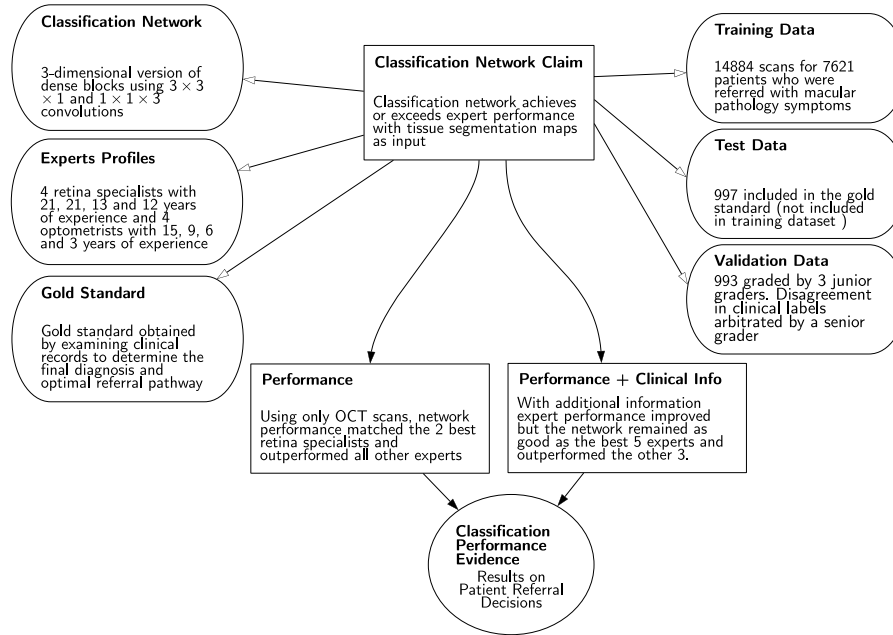 Classification Network
3-dimensional version of
dense blocks using 3 × 3
× 1 and 1 × 1 × 3
convolutions
Classification Network Claim
Classification network achieves
or exceeds expert performance
with tissue segmentation maps
as input
Training Data
14884 scans for 7621
patients who were
referred with macular
pathology symptoms
Experts Profiles
4 retina specialists with
21, 21, 13 and 12 years
of experience and 4
optometrists with 15, 9, 6
and 3 years of experience
Test Data
997 included in the gold
standard (not included
in training dataset )
Gold Standard
Gold standard obtained
by examining clinical
records to determine the
final diagnosis and
optimal referral pathway
Validation Data
993 graded by 3 junior
graders. Disagreement
in clinical labels
arbitrated by a senior
grader
Performance
Using only OCT scans, network
performance matched the 2 best
retina specialists and
outperformed all other experts
Performance + Clinical Info
With additional information
expert performance improved
but the network remained as
good as the best 5 experts and
outperformed the other 3.
Classification
Performance
Evidence
Results on
Patient Referral
Decisions